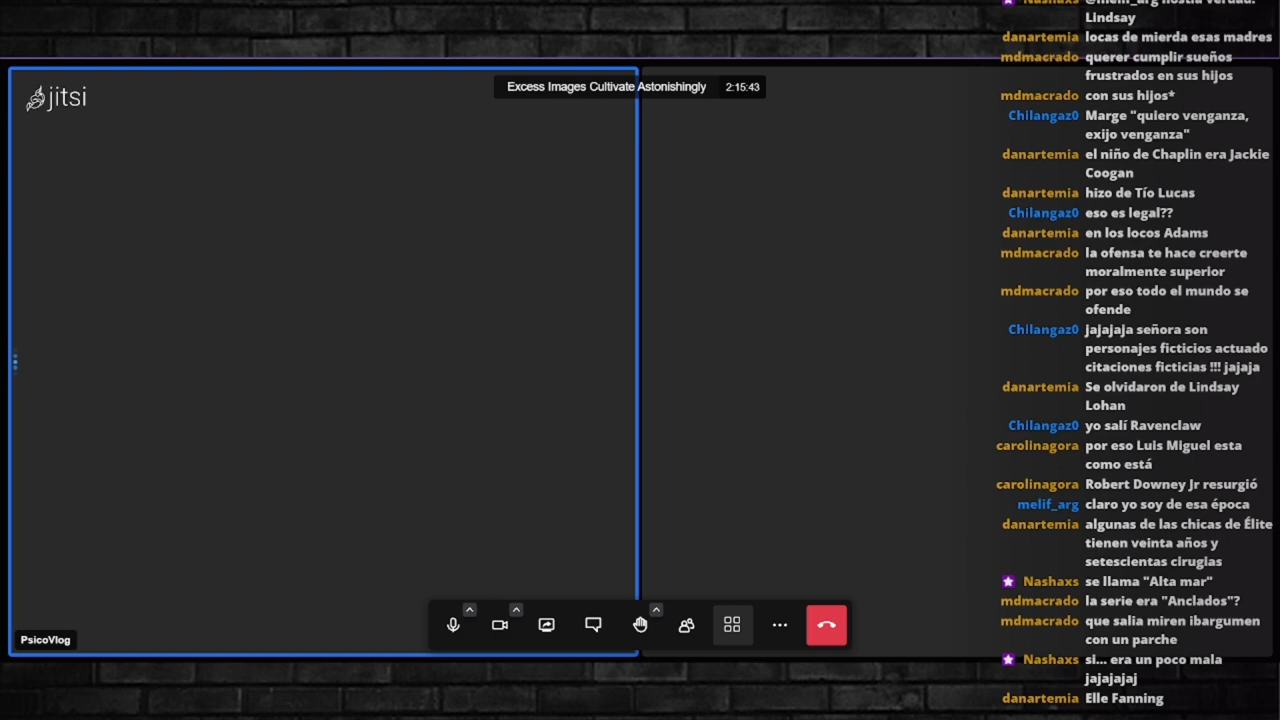 jitsi
Excess Images Cultivate Astonishingly 2:15:43
PsicoVlog
Lindsay
danartemia locas de mierda esas madres
mdmacrado querer cumplir sueños
frustrados en sus hijos
mdmacrado con sus hijos*
Chilangaz0 Marge "quiero venganza,
exijo venganza"
danartemia el niño de Chaplin era Jackie
Coogan
danartemia hizo de Tío Lucas
Chilangaz0 eso es legal??
danartemia en los locos Adams
mdmacrado la ofensa te hace creerte
moralmente superior
mdmacrado por eso todo el mundo se
ofende
Chilangaz0 jajajaja señora son
personajes ficticios actuado
citaciones ficticias !!! jajaja
danartemia Se olvidaron de Lindsay
Lohan
Chilangaz0 yo salí Ravenclaw
carolinagora por eso Luis Miguel esta
como está
carolinagora Robert Downey Jr resurgió
melif_arg claro yo soy de esa época
danartemia algunas de las chicas de Élite
tienen veinta años y
setescientas cirugias
Nashaxs se llama "Alta mar"
mdmacrado la serie era "Anclados"?
mdmacrado que salia miren ibargumen
con un parche
Nashaxs si... era un poco mala
jajajajaj
danartemia Elle Fanning